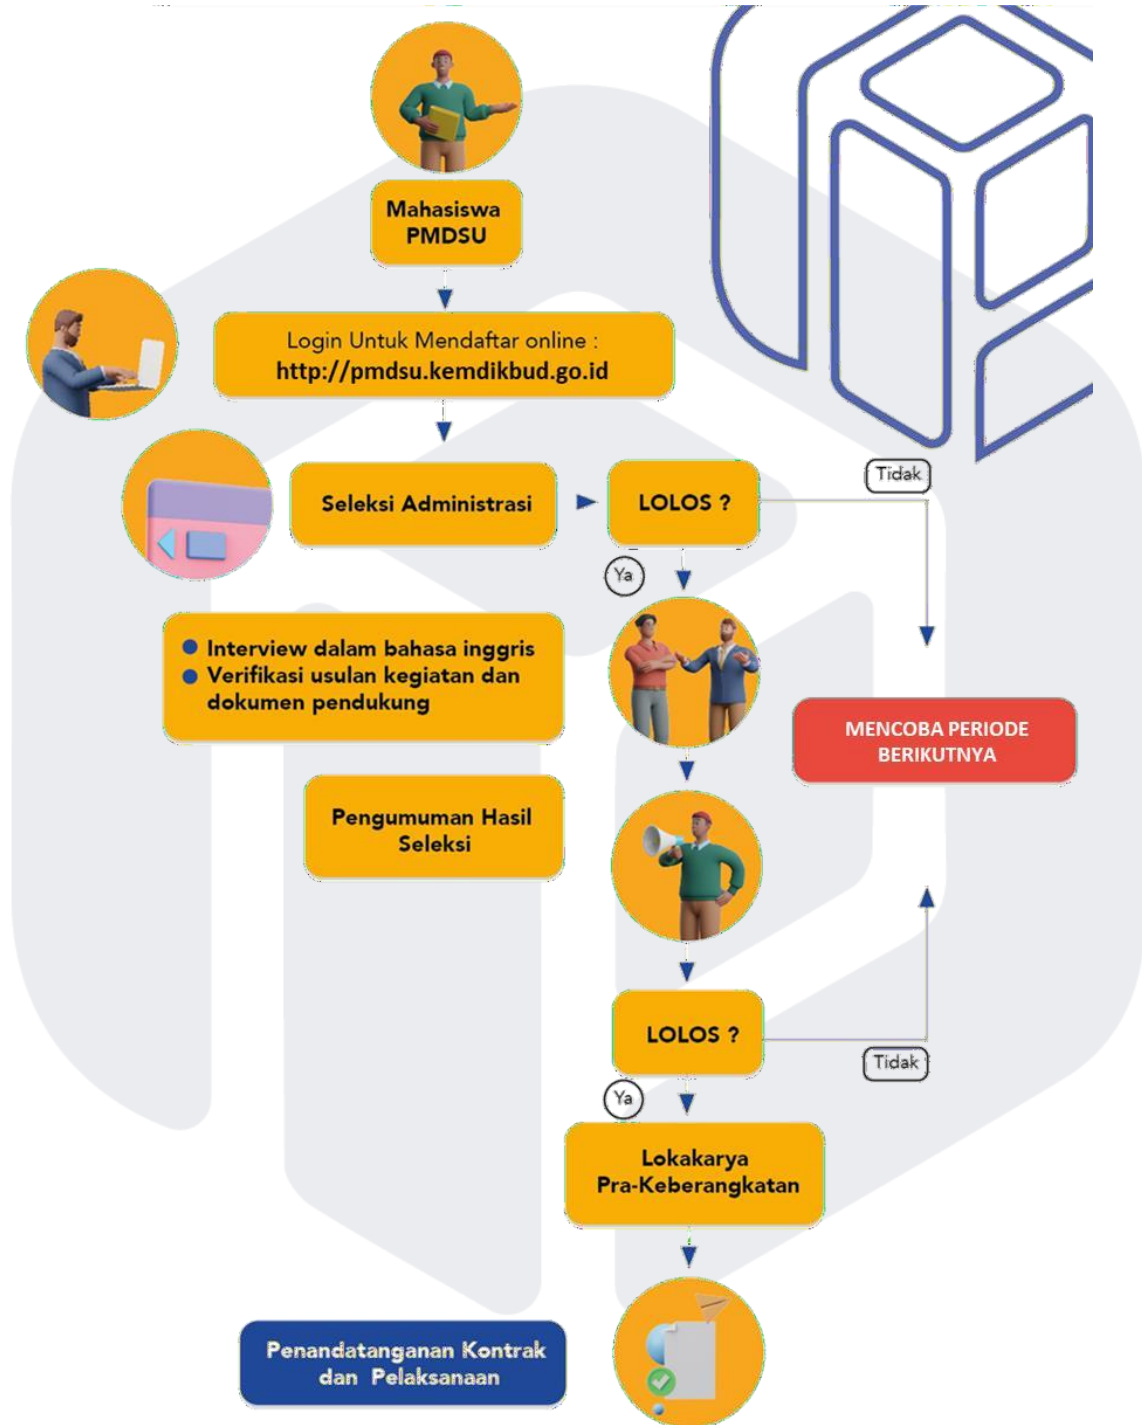 Mahasiswa
PMDSU
Login Untuk Mendaftar online :
http://pmdsu.kemdikbud.go.id
Seleksi Administrasi
LOLOS ?
Tidak
Ya
Interview dalam bahasa inggris
Verifikasi usulan kegiatan dan
dokumen pendukung
MENCOBA PERIODE
BERIKUTNYA
Pengumuman Hasil
Seleksi
LOLOS ?
Tidak
Ya
Lokakarya
Pra-Keberangkatan
Penandatanganan Kontrak
dan Pelaksanaan